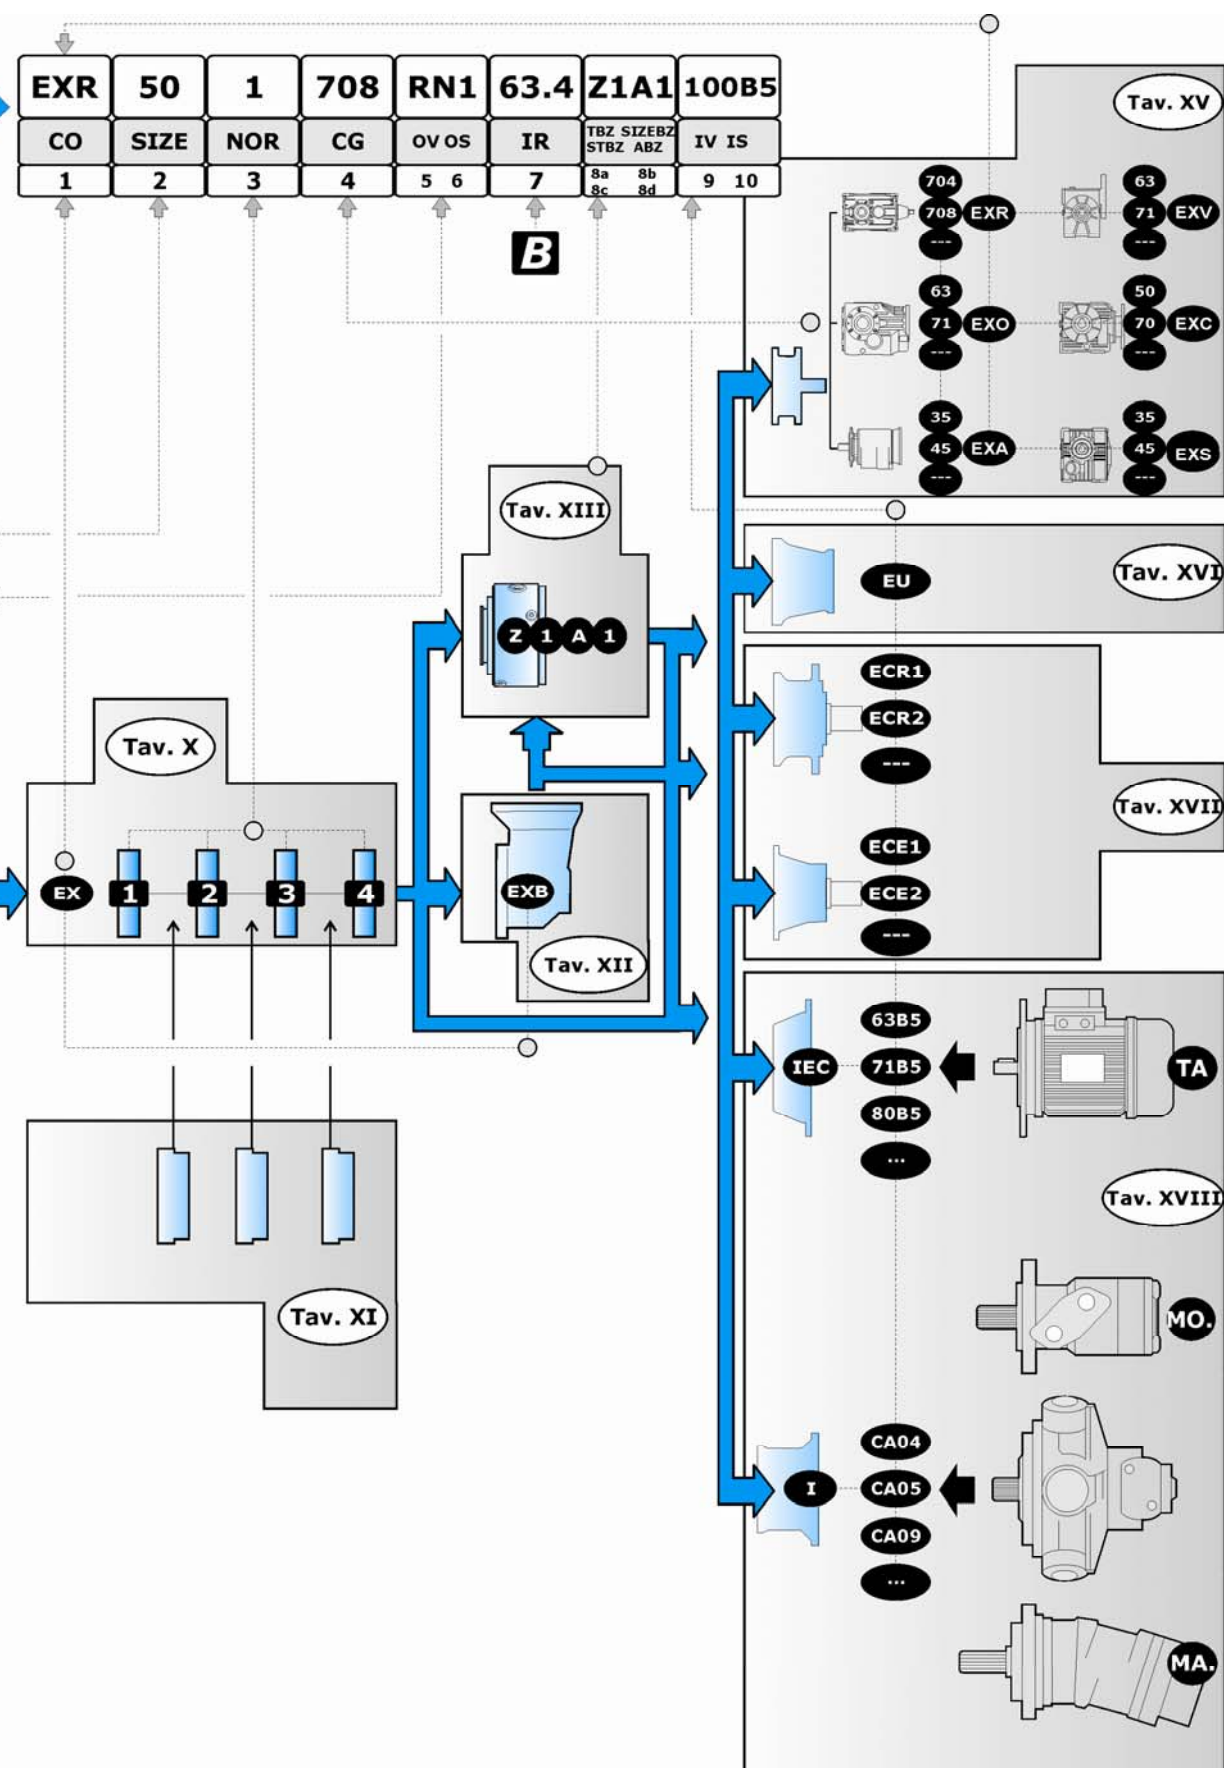 EXR 50 1 708 RN1 63.4 Z1A1 100B5
CO SIZE NOR CG OV OS IR TBZ SIZEBZ STBZ ABZ IV IS
1 2 3 4 5 6 7 8a 8b 8c 8d 9 10
B
Tav. XV
704
708 EXR
---
63
71 EXV
---
63
71 EXO
---
50
70 EXC
---
35
45 EXA
---
35
45 EXS
---
Tav. XIII
Z 1 A 1
EU
Tav. XVI
ECR1
ECR2
---
Tav. XVII
ECE1
ECE2
---
Tav. X
EX 1 2 3 4
EXB
Tav. XII
63B5
IEC 71B5 TA
80B5
...
Tav. XVIII
Tav. XI
MO.
CA04
I CA05
CA09
...
MA.